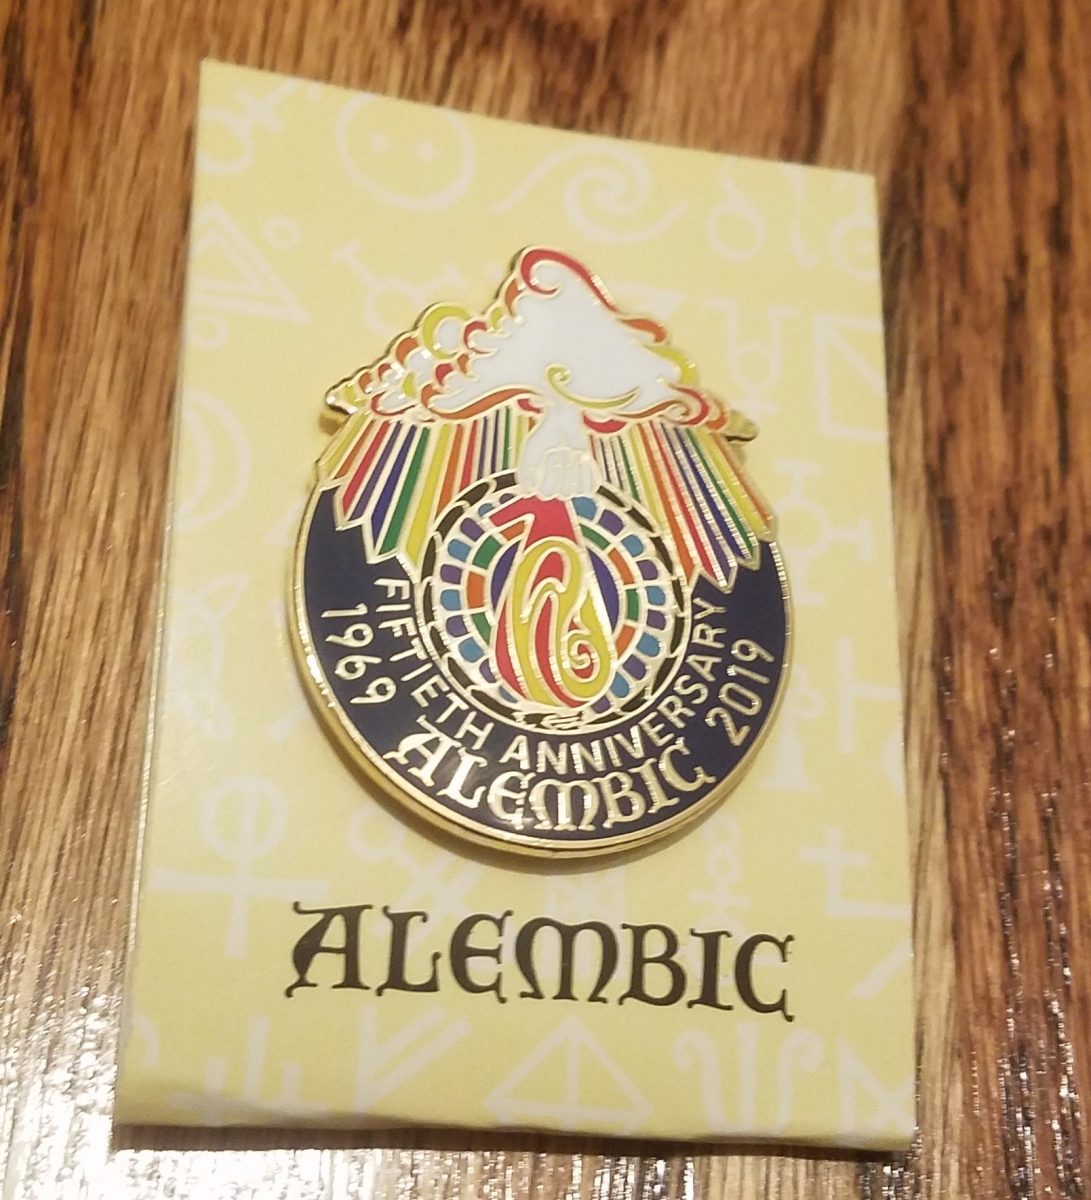 1969
FIFTIETH ANNIVERSARY
2019
ALEMBIC
ALEMBIC